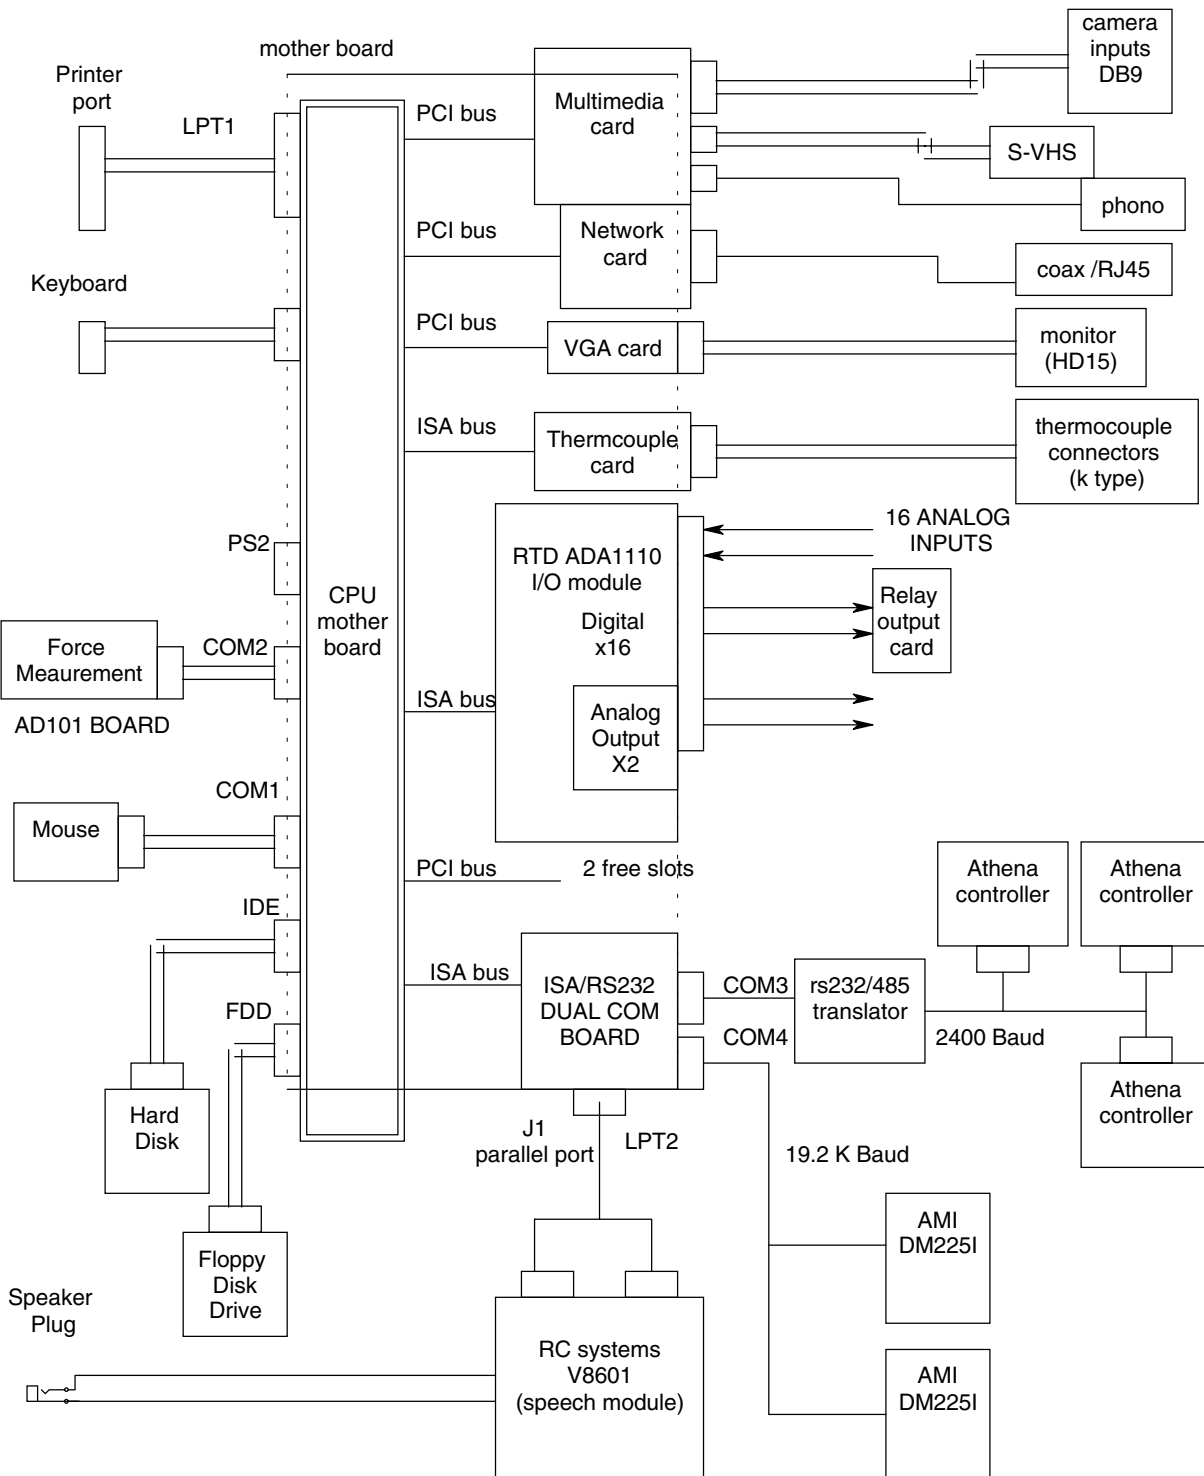 camera
inputs
DB9
mother board
Printer
port
Multimedia
card
PCI bus
LPT1
S-VHS
phono
Network
card
PCI bus
coax /RJ45
Keyboard
PCI bus
VGA card
monitor
(HD15)
ISA bus
Thermcouple
card
thermocouple
connectors
(k type)
16 ANALOG
INPUTS
PS2
RTD ADA1110
I/O module
CPU
mother
board
Digital
x16
Relay
output
card
Force
Meaurement
COM2
AD101 BOARD
ISA bus
Analog
Output
X2
COM1
Mouse
PCI bus
2 free slots
Athena
controller
Athena
controller
IDE
ISA bus
ISA/RS232
DUAL COM
BOARD
COM3
rs232/485
translator
FDD
COM4
2400 Baud
Hard
Disk
J1
parallel port
LPT2
19.2 K Baud
Athena
controller
AMI
DM225I
Floppy
Disk
Drive
Speaker
Plug
RC systems
V8601
(speech module)
AMI
DM225I